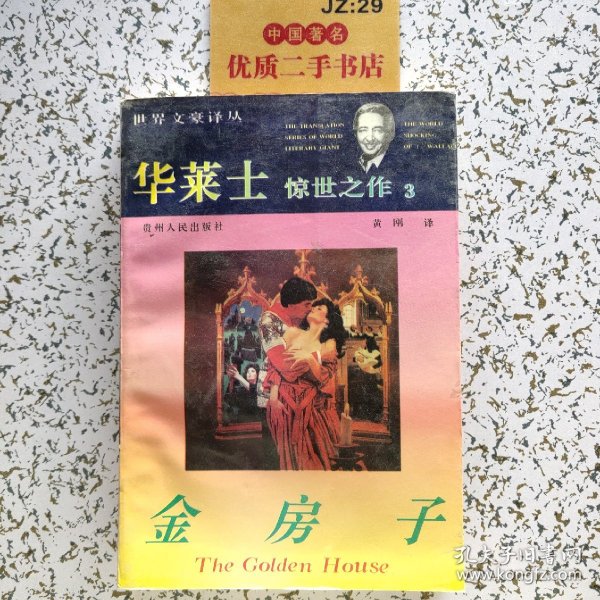 JZ:29
中国著名
优质二手书店
世界文豪译丛
THE TRANSLATION
SERIES OF WORLD
LITERARY GIANT
THE WORLD
SHOCKING
OF I . WALLACE
华莱士 惊世之作 3
贵州人民出版社
黄刚 译
金房子
The Golden House
孔夫子旧书网
kongfz.com